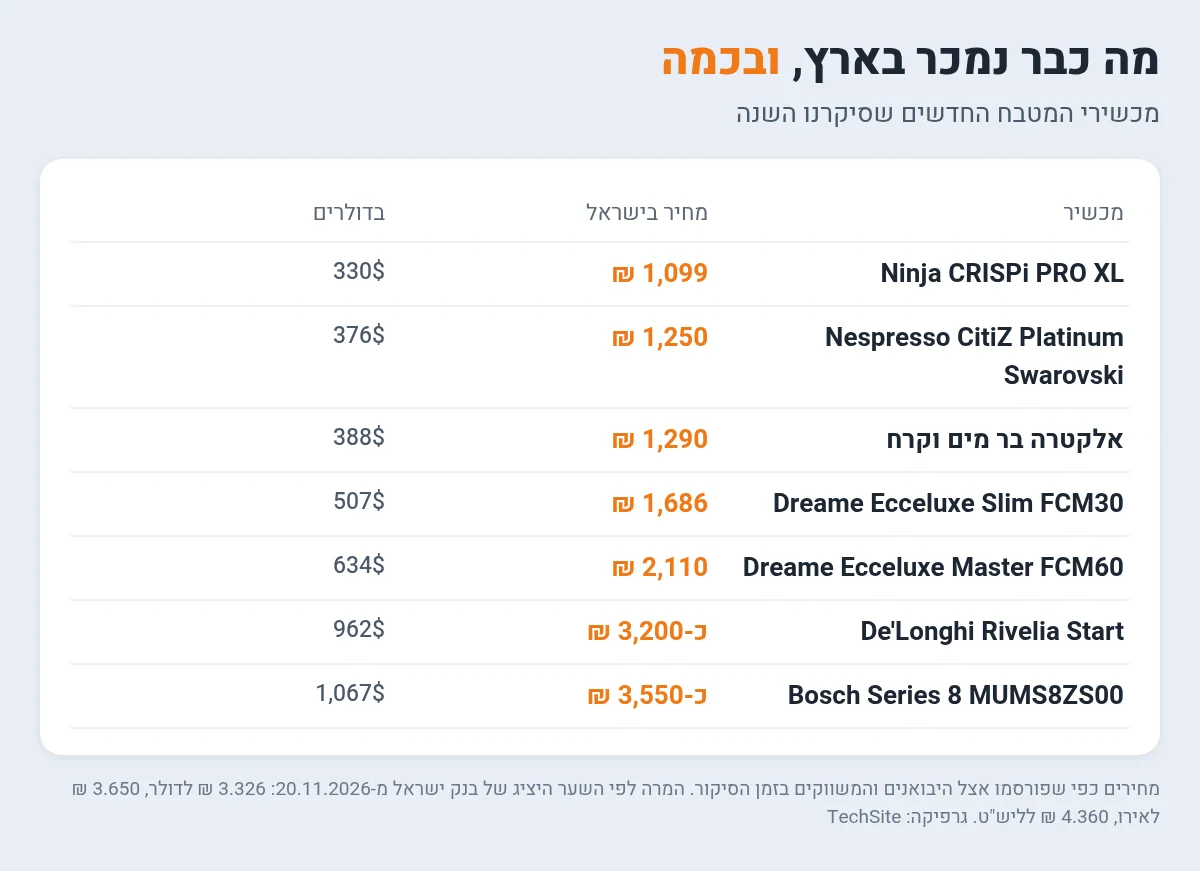 מה כבר נמכר בארץ, ובכמה
מכשירי המטבח החדשים שסיקרנו השנה
מכשיר מחיר בישראל בדולרים
Ninja CRISPi PRO XL 1,099 ₪ 330$
Nespresso CitiZ Platinum 1,250 ₪ 376$
Swarovski
אלקטרה בר מים וקרח 1,290 ₪ 388$
Dreame Ecceluxe Slim FCM30 1,686 ₪ 507$
Dreame Ecceluxe Master FCM60 2,110 ₪ 634$
De'Longhi Rivelia Start כ-3,200 ₪ 962$
Bosch Series 8 MUMS8ZS00 כ-3,550 ₪ 1,067$
מחירים כפי שפורסמו אצל היבואנים והמשווקים בזמן הסיקור. המרה לפי השער היציג של בנק ישראל מ-20.11.2026: 3.326 ₪ לדולר, 3.650 ₪
לאירו, 4.360 ₪ לליש"ט. גרפיקה: TechSite